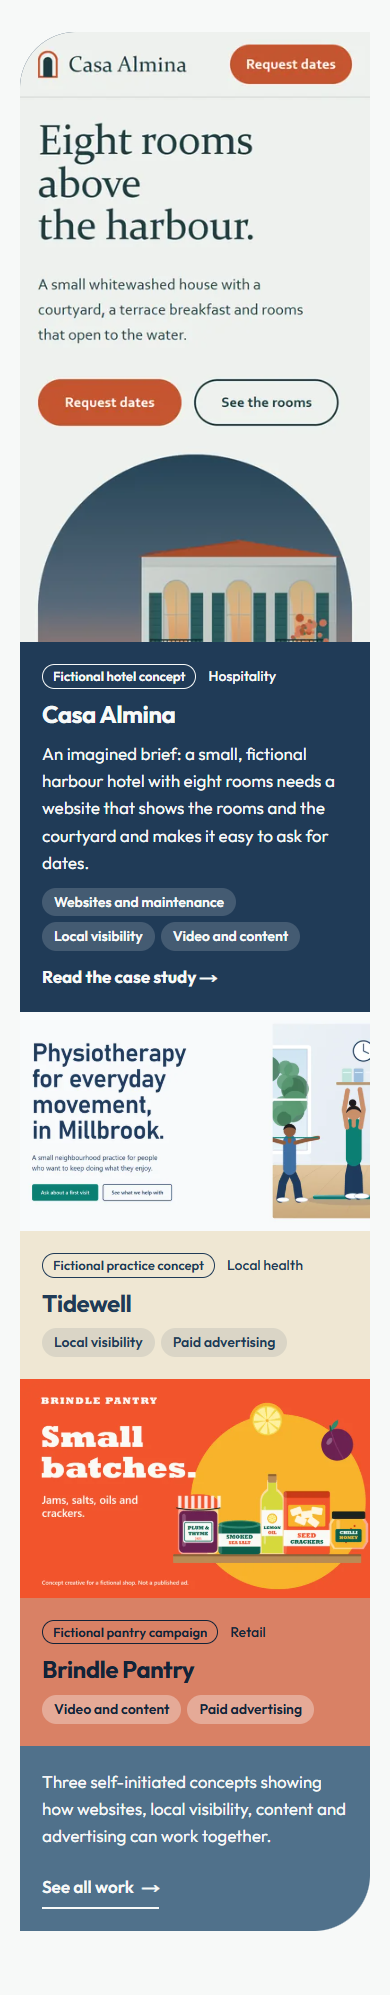 Casa Almina
Request dates
Eight rooms
above
the harbour.
A small whitewashed house with a
courtyard, a terrace breakfast and rooms
that open to the water.
Request dates
See the rooms
Fictional hotel concept
Hospitality
Casa Almina
An imagined brief: a small, fictional
harbour hotel with eight rooms needs a
website that shows the rooms and the
courtyard and makes it easy to ask for
dates.
Websites and maintenance
Local visibility
Video and content
Read the case study →
Physiotherapy
for everyday
movement,
in Millbrook.
A small neighbourhood practice for people
who want to keep doing what they enjoy.
Ask about a first visit
See what we help with
Fictional practice concept
Local health
Tidewell
Local visibility
Paid advertising
BRINDLE PANTRY
Small
batches.
Jams, salts, oils and
crackers.
PLUM &
THYME
SMOKED
SEA SALT
LEMON
OIL
SEED
CRACKERS
CHILLI
HONEY
Concept creative for a fictional shop. Not a published ad.
Fictional pantry campaign
Retail
Brindle Pantry
Video and content
Paid advertising
Three self-initiated concepts showing
how websites, local visibility, content and
advertising can work together.
See all work →